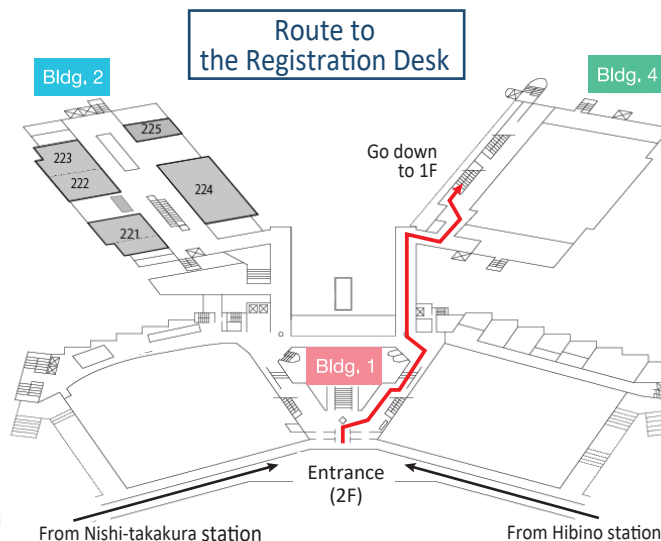 Route to
the Registration Desk
Bldg. 2
Bldg. 4
225
223
222
224
221
Go down
to 1F
Bldg. 1
Entrance
(2F)
From Nishi-takakura station
From Hibino station